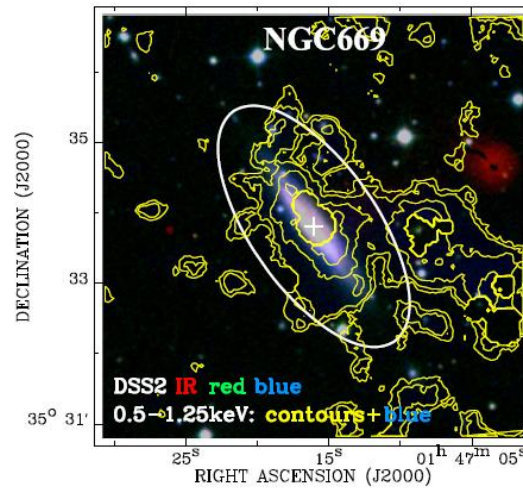 NGC669
35
33
35° 31′
DECLINATION (J2000)
DSS2 IR red blue
0.5−1.25keV: contours+blue
25ˢ 15ˢ 01ʰ 47ᵐ 05ˢ
RIGHT ASCENSION (J2000)